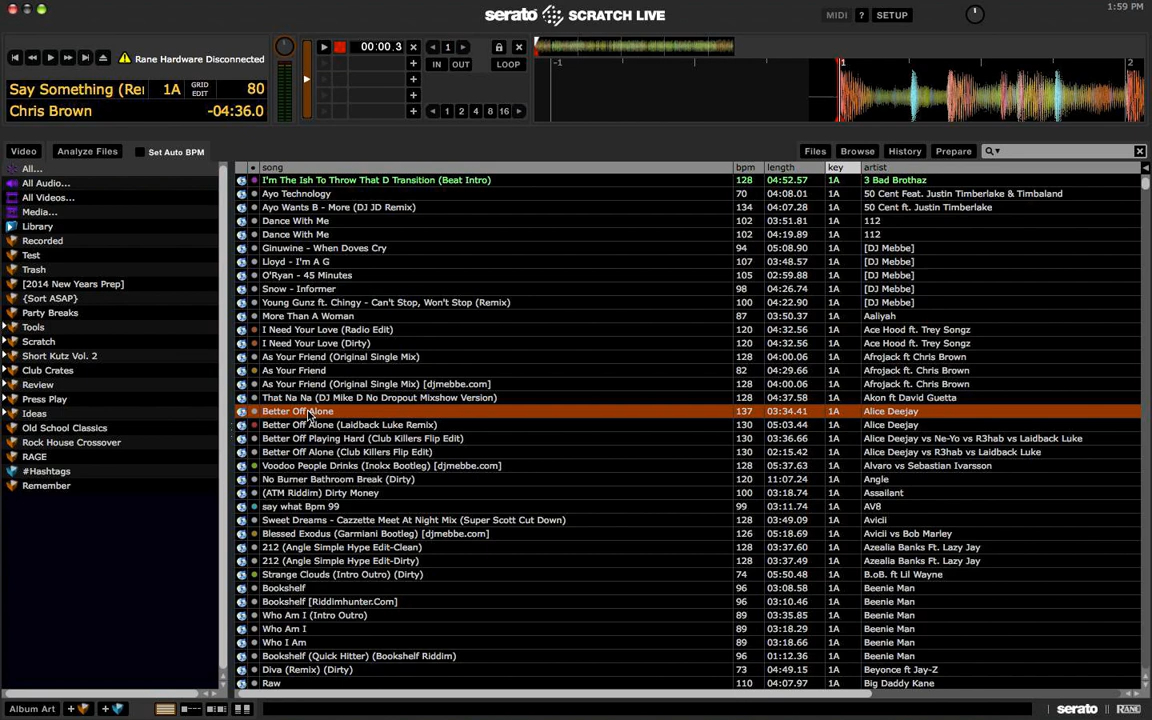 serato SCRATCH LIVE
MIDI ? SETUP
1:59 PM
Rane Hardware Disconnected
Say Something (Re 1A GRID EDIT 80
Chris Brown -04:36.0
00:00.3
1
IN OUT LOOP
1 2 4 8 16
-1 1 2
Video Analyze Files Set Auto BPM
Files Browse History Prepare
All...
All Audio...
All Videos...
Media...
Library
Recorded
Test
Trash
[2014 New Years Prep]
{Sort ASAP}
Party Breaks
Tools
Scratch
Short Kutz Vol. 2
Club Crates
Review
Press Play
Ideas
Old School Classics
Rock House Crossover
RAGE
#Hashtags
Remember
song bpm length key artist
I'm The Ish To Throw That D Transition (Beat Intro) 128 04:52.57 1A 3 Bad Brothaz
Ayo Technology 70 04:08.01 1A 50 Cent Feat. Justin Timberlake & Timbaland
Ayo Wants B - More (DJ JD Remix) 134 04:07.28 1A 50 Cent ft. Justin Timberlake
Dance With Me 102 03:51.81 1A 112
Dance With Me 102 04:19.89 1A 112
Ginuwine - When Doves Cry 94 05:08.90 1A [DJ Mebbe]
Lloyd - I'm A G 107 03:48.57 1A [DJ Mebbe]
O'Ryan - 45 Minutes 105 02:59.88 1A [DJ Mebbe]
Snow - Informer 98 04:26.74 1A [DJ Mebbe]
Young Gunz ft. Chingy - Can't Stop, Won't Stop (Remix) 100 04:22.90 1A [DJ Mebbe]
More Than A Woman 87 03:50.37 1A Aaliyah
I Need Your Love (Radio Edit) 120 04:32.56 1A Ace Hood ft. Trey Songz
I Need Your Love (Dirty) 120 04:32.56 1A Ace Hood ft. Trey Songz
As Your Friend (Original Single Mix) 128 04:00.06 1A Afrojack ft Chris Brown
As Your Friend 82 04:29.66 1A Afrojack ft. Chris Brown
As Your Friend (Original Single Mix) [djmebbe.com] 128 04:00.06 1A Afrojack ft. Chris Brown
That Na Na (DJ Mike D No Dropout Mixshow Version) 128 04:37.58 1A Akon ft David Guetta
Better Off Alone 137 03:34.41 1A Alice Deejay
Better Off Alone (Laidback Luke Remix) 130 05:03.44 1A Alice Deejay
Better Off Playing Hard (Club Killers Flip Edit) 130 03:36.66 1A Alice Deejay vs Ne-Yo vs R3hab vs Laidback Luke
Better Off Alone (Club Killers Flip Edit) 130 02:15.42 1A Alice Deejay vs R3hab vs Laidback Luke
Voodoo People Drinks (Inokx Bootleg) [djmebbe.com] 128 05:37.63 1A Alvaro vs Sebastian Ivarsson
No Burner Bathroom Break (Dirty) 120 11:07.24 1A Angle
(ATM Riddim) Dirty Money 100 03:18.74 1A Assailant
say what Bpm 99 99 03:11.74 1A AV8
Sweet Dreams - Cazzette Meet At Night Mix (Super Scott Cut Down) 128 03:49.09 1A Avicii
Blessed Exodus (Garmiani Bootleg) [djmebbe.com] 126 05:18.69 1A Avicii vs Bob Marley
212 (Angle Simple Hype Edit-Clean) 128 03:37.60 1A Azealia Banks Ft. Lazy Jay
212 (Angle Simple Hype Edit-Dirty) 128 03:37.49 1A Azealia Banks Ft. Lazy Jay
Strange Clouds (Intro Outro) (Dirty) 74 05:50.48 1A B.oB. ft Lil Wayne
Bookshelf 96 03:08.58 1A Beenie Man
Bookshelf [Riddimhunter.Com] 96 03:10.46 1A Beenie Man
Who Am I (Intro Outro) 89 03:35.85 1A Beenie Man
Who Am I 89 03:18.29 1A Beenie Man
Who I Am 89 03:18.30 1A Beenie Man
Bookshelf (Quick Hitter) (Bookshelf Riddim) 96 01:12.36 1A Beenie Man
Diva (Remix) (Dirty) 73 04:49.15 1A Beyonce ft Jay-Z
Raw 110 04:07.97 1A Big Daddy Kane
Album Art
serato RANE